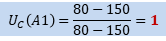 U_C(A1) = (80 − 150)/(80 − 150) = 1